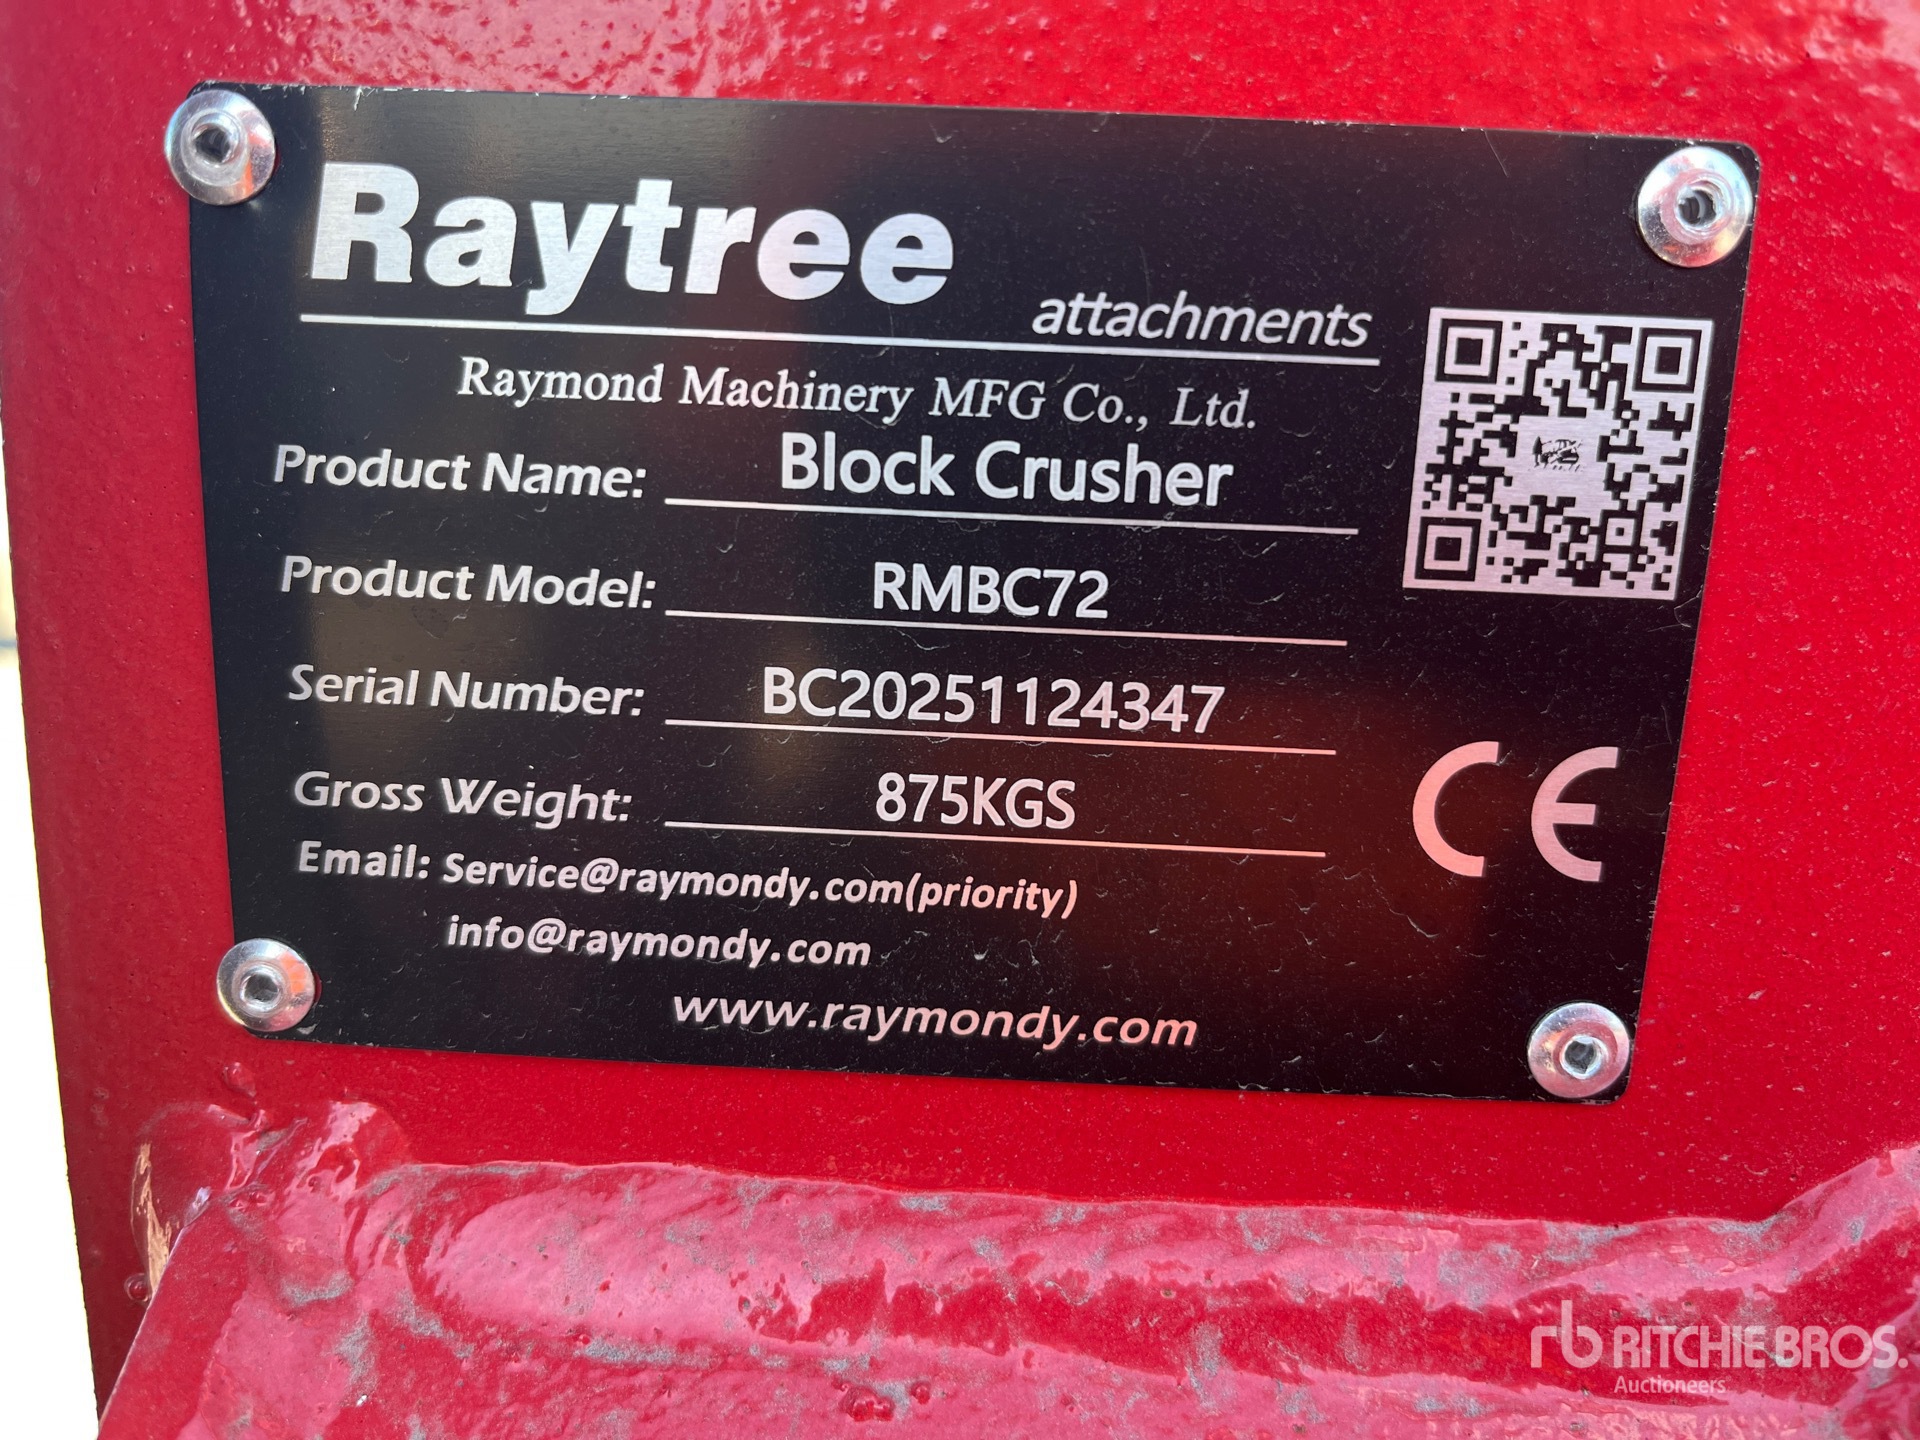 Raytree
attachments
Raymond Machinery MFG Co., Ltd.
Product Name: Block Crusher
Product Model: RMBC72
Serial Number: BC20251124347
Gross Weight: 875KGS
CE
Email: Service@raymondy.com(priority)
info@raymondy.com
www.raymondy.com
rb RITCHIE BROS.
Auctioneers